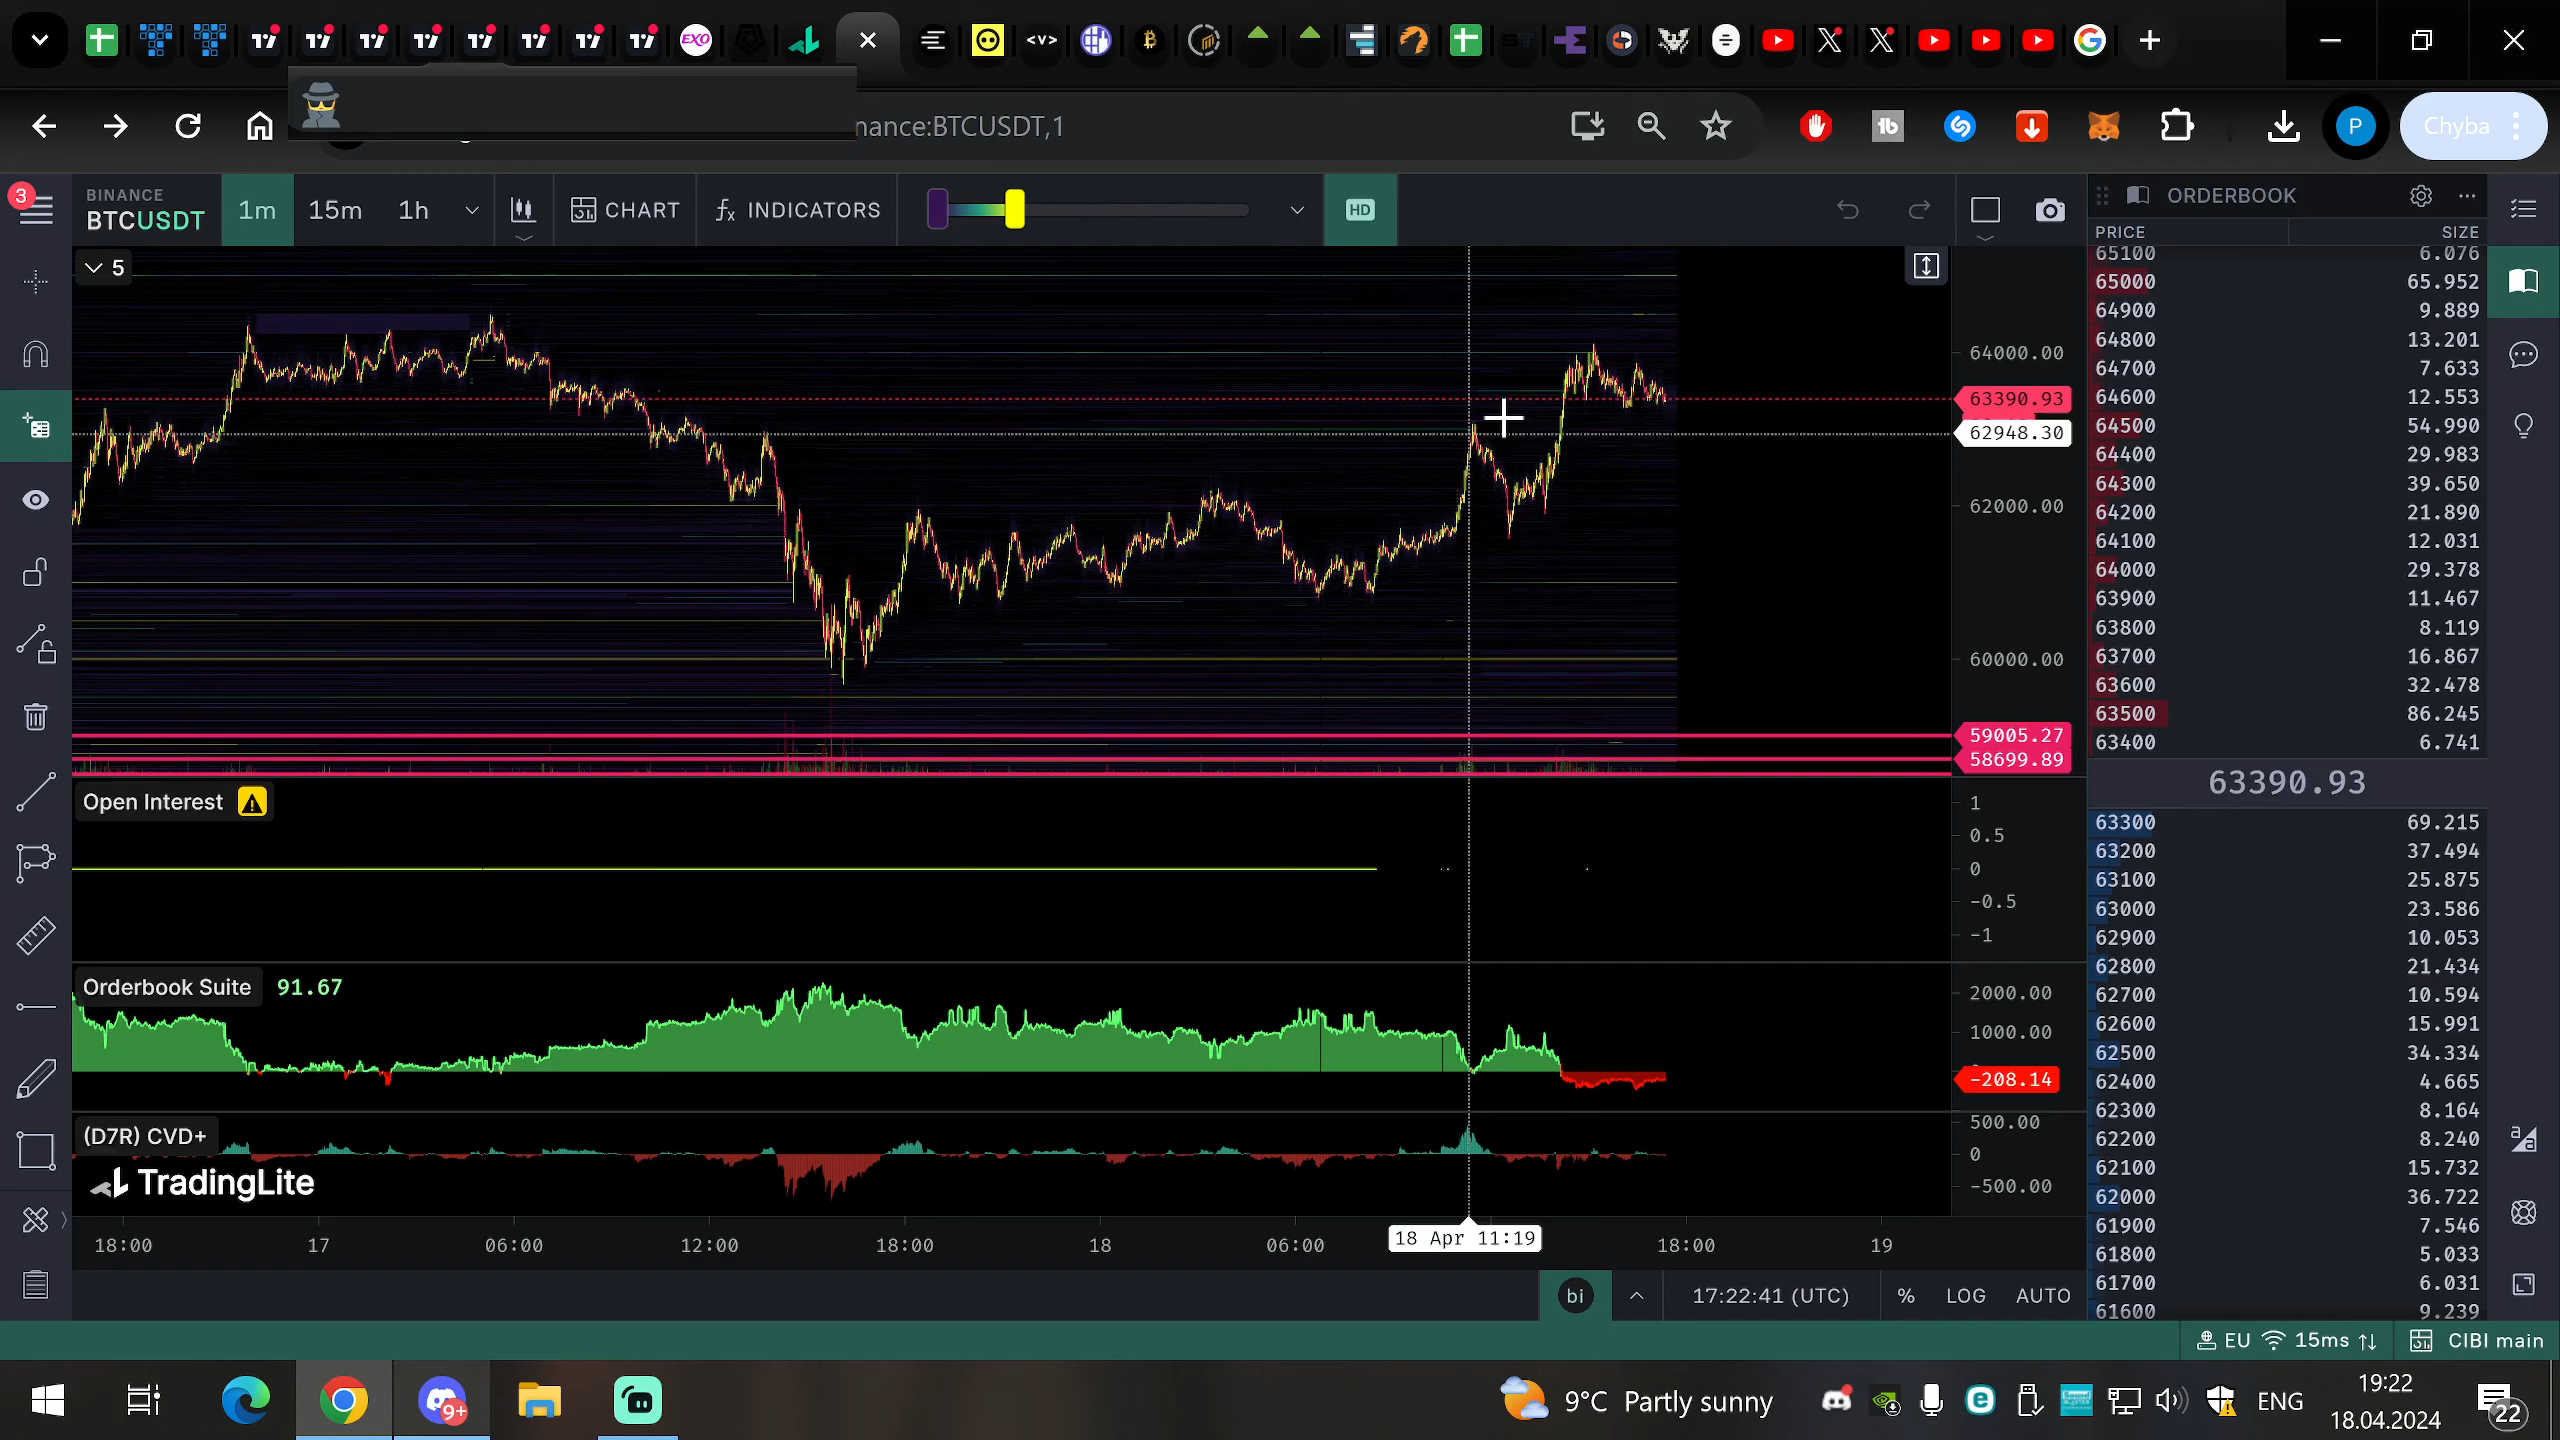 EXO
<v>
ST
nance:BTCUSDT,1
P
Chyba
3
BINANCE
BTCUSDT
1m
15m
1h
CHART
fx INDICATORS
HD
5
64000.00
63390.93
62948.30
62000.00
60000.00
59005.27
58699.89
Open Interest
1
0.5
0
-0.5
-1
Orderbook Suite 91.67
2000.00
1000.00
-208.14
(D7R) CVD+
500.00
0
-500.00
TradingLite
18:00
17
06:00
12:00
18:00
18
06:00
18 Apr 11:19
18:00
19
bi
17:22:41 (UTC)
%
LOG
AUTO
ORDERBOOK
PRICE SIZE
65100 6.076
65000 65.952
64900 9.889
64800 13.201
64700 7.633
64600 12.553
64500 54.990
64400 29.983
64300 39.650
64200 21.890
64100 12.031
64000 29.378
63900 11.467
63800 8.119
63700 16.867
63600 32.478
63500 86.245
63400 6.741
63390.93
63300 69.215
63200 37.494
63100 25.875
63000 23.586
62900 10.053
62800 21.434
62700 10.594
62600 15.991
62500 34.334
62400 4.665
62300 8.164
62200 8.240
62100 15.732
62000 36.722
61900 7.546
61800 5.033
61700 6.031
61600 9.239
EU 15ms
CIBI main
9+
9°C Partly sunny
ENG
19:22
18.04.2024
22